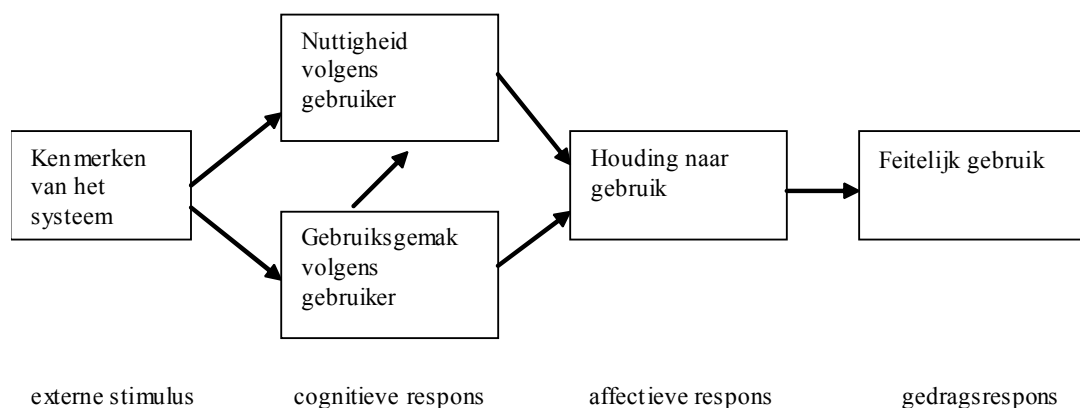 Nuttigheid
volgens
gebruiker
Kenmerken
van het
systeem
Houding naar
gebruik
Feitelijk gebruik
Gebruiksgemak
volgens
gebruiker
externe stimulus
cognitieve respons
affectieve respons
gedragsrespons